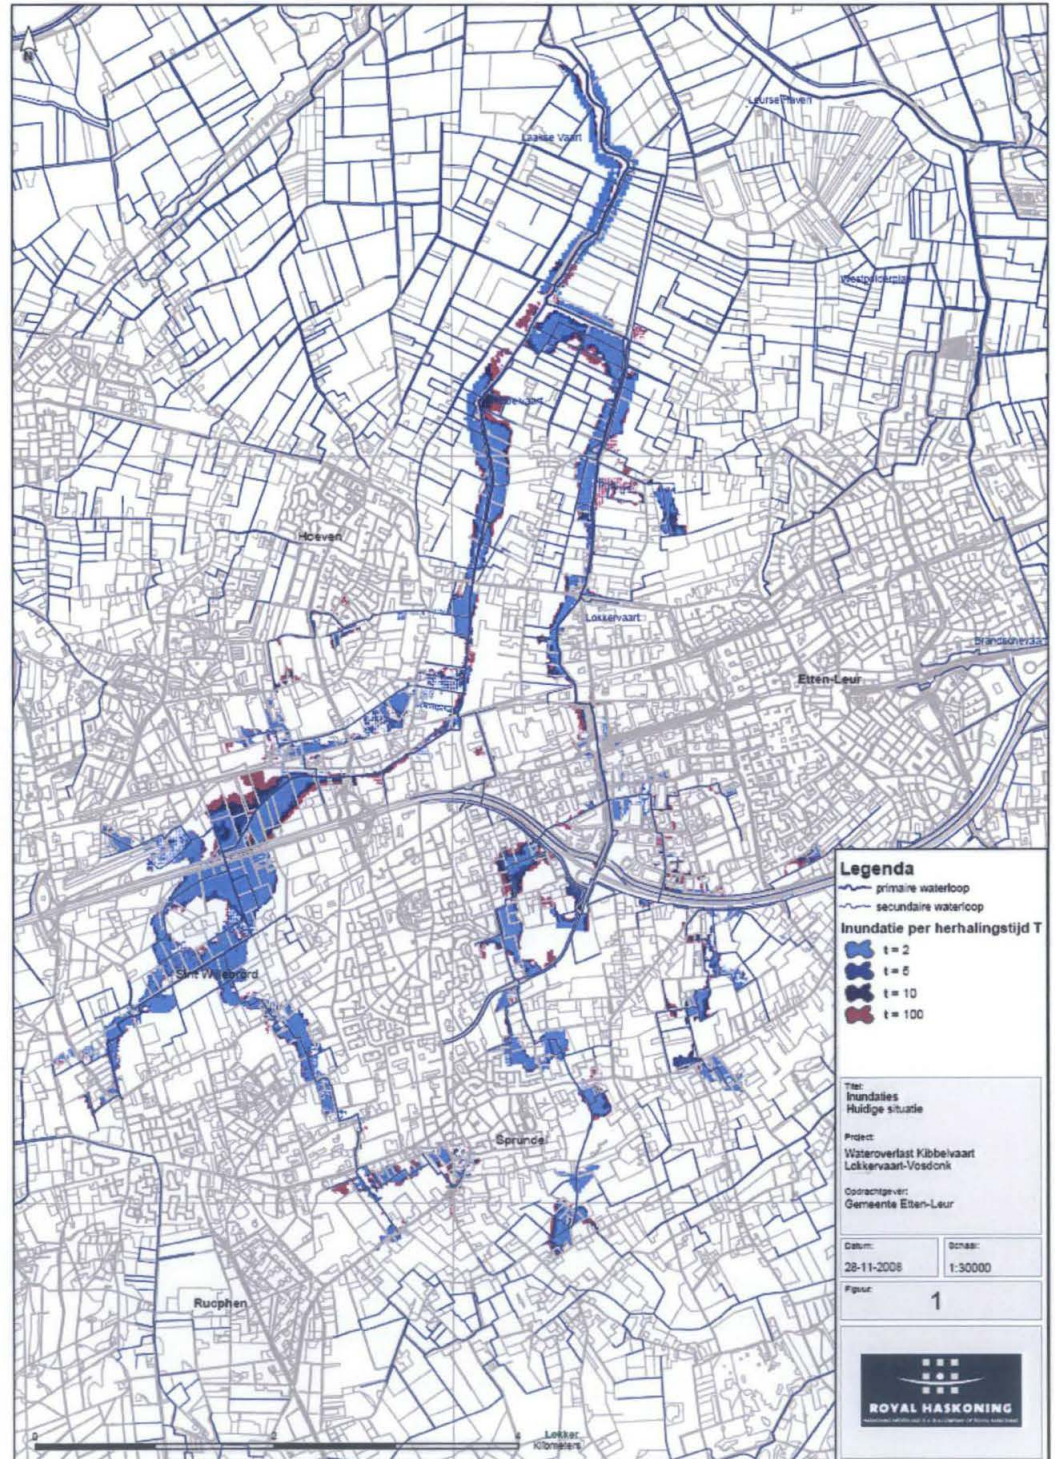 N
Leurse Haven
Laakse Vaart
Westpolderplas
Hoeven
Lokkervaart
Etten-Leur
Sint Willebrord
Sprundel
Rucphen
0 2 4
Kilometers
Lokker
Legenda
primaire waterloop
secundaire waterloop
Inundatie per herhalingstijd T
t = 2
t = 5
t = 10
t = 100
Titel:
Inundaties
Huidige situatie
Project:
Wateroverlast Kibbelvaart
Lokkervaart-Vosdonk
Opdrachtgever:
Gemeente Etten-Leur
Datum:
28-11-2008
Schaal:
1:30000
Figuur:
1
ROYAL HASKONING